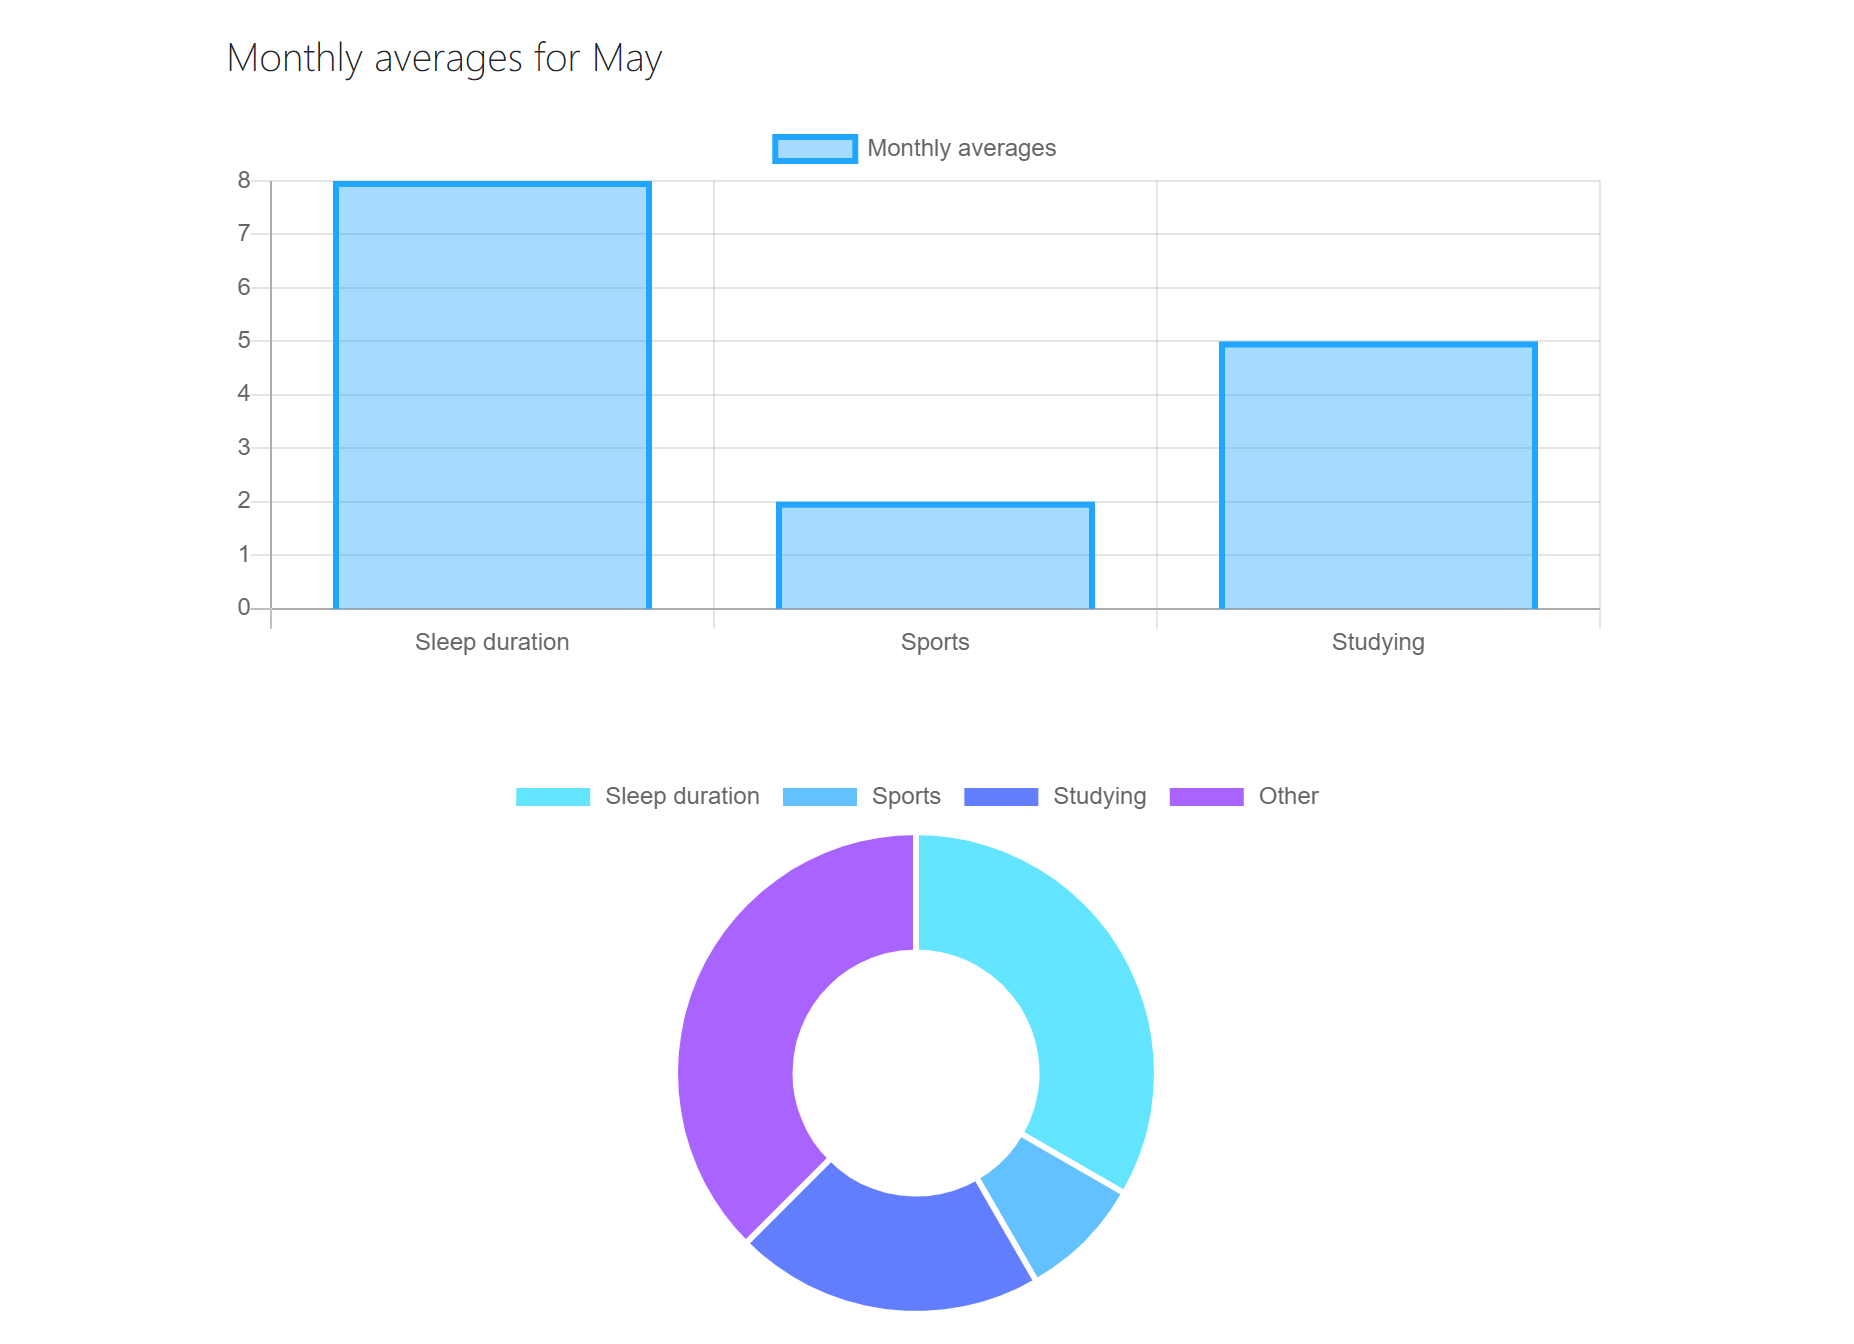 Monthly averages for May
Monthly averages
8
7
6
5
4
3
2
1
0
Sleep duration Sports Studying
Sleep duration Sports Studying Other